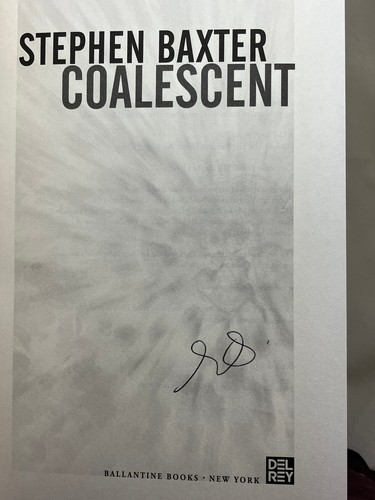 STEPHEN BAXTER
COALESCENT
BALLANTINE BOOKS • NEW YORK
DEL
REY